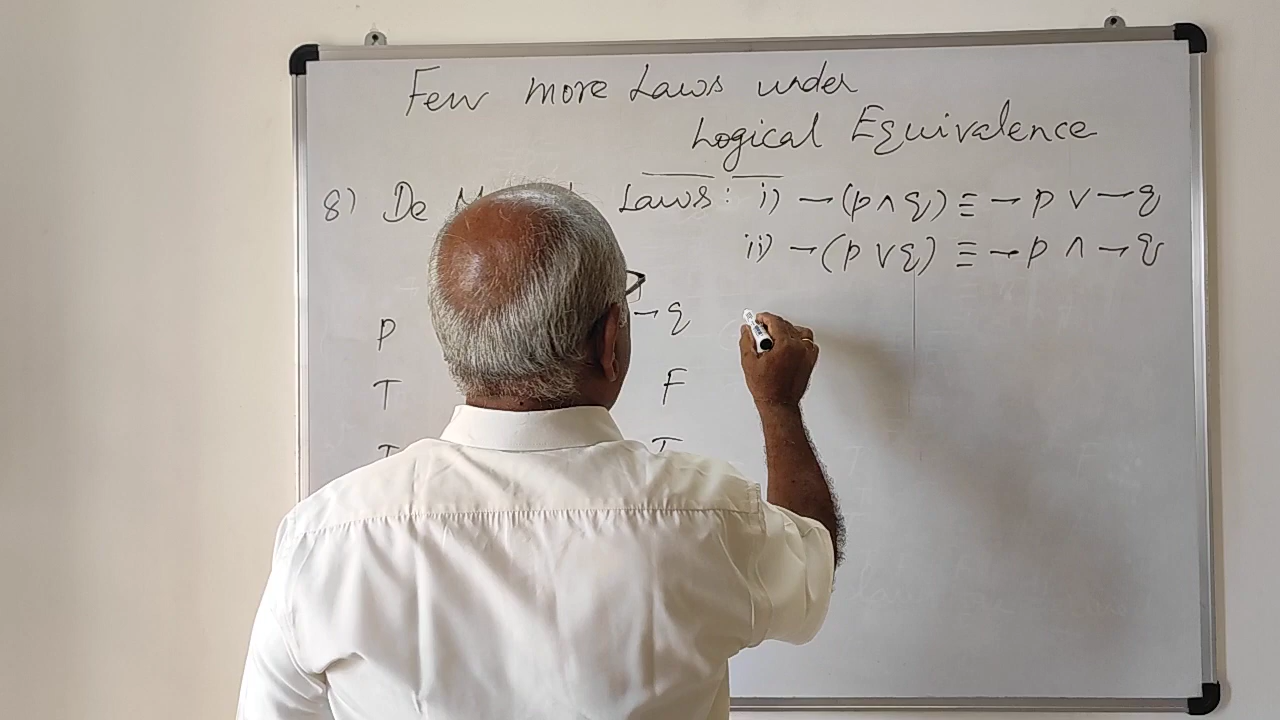 Few more Laws under
Logical Equivalence
8) De Laws: i) ¬(p ∧ q) ≡ ¬p ∨ ¬q
ii) ¬(p ∨ q) ≡ ¬p ∧ ¬q
p ¬q
T F
T